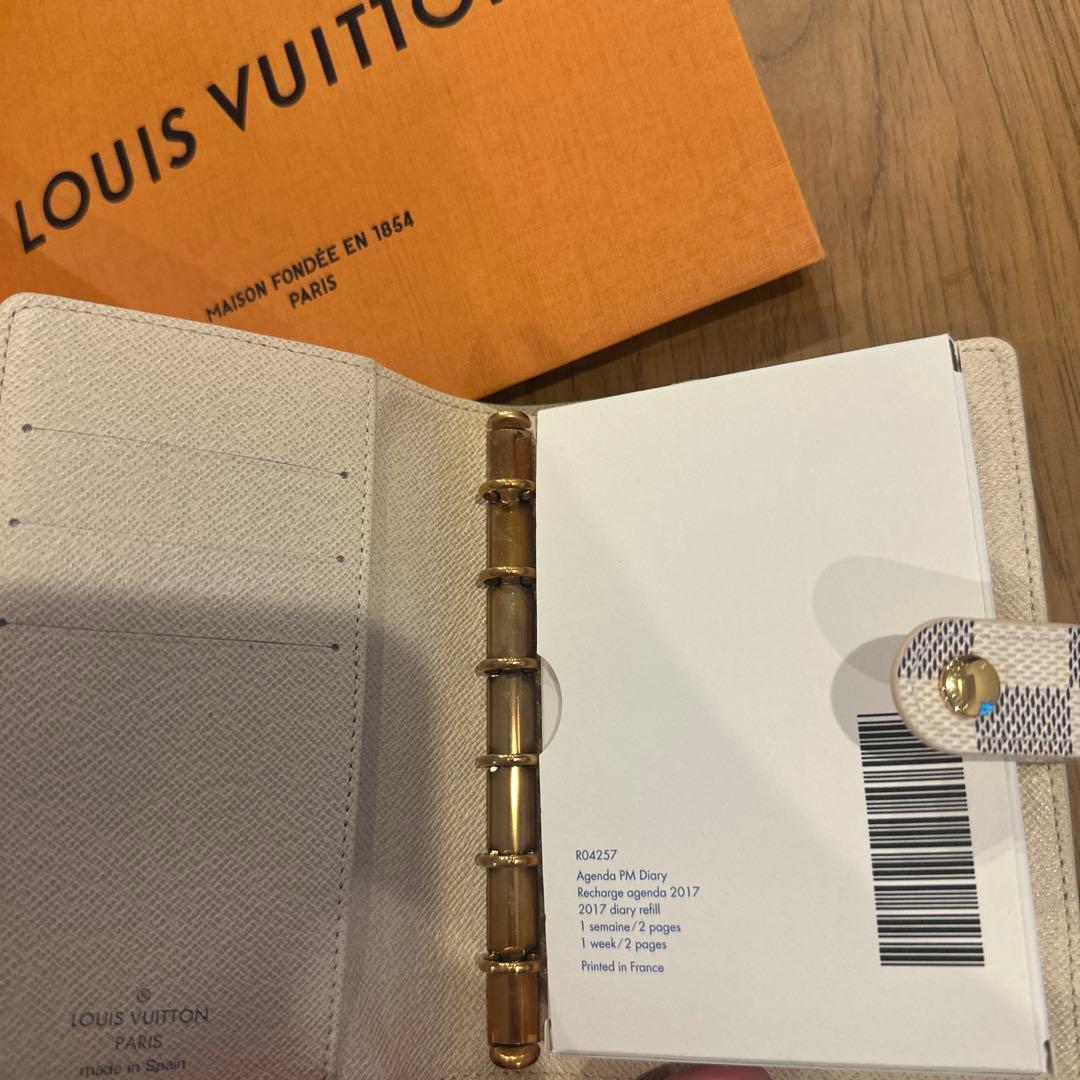 LOUIS VUITTON
MAISON FONDÉE EN 1854
PARIS
R04257
Agenda PM Diary
Recharge agenda 2017
2017 diary refill
1 semaine/2 pages
1 week/2 pages
Printed in France
®
LOUIS VUITTON
PARIS
made in Spain